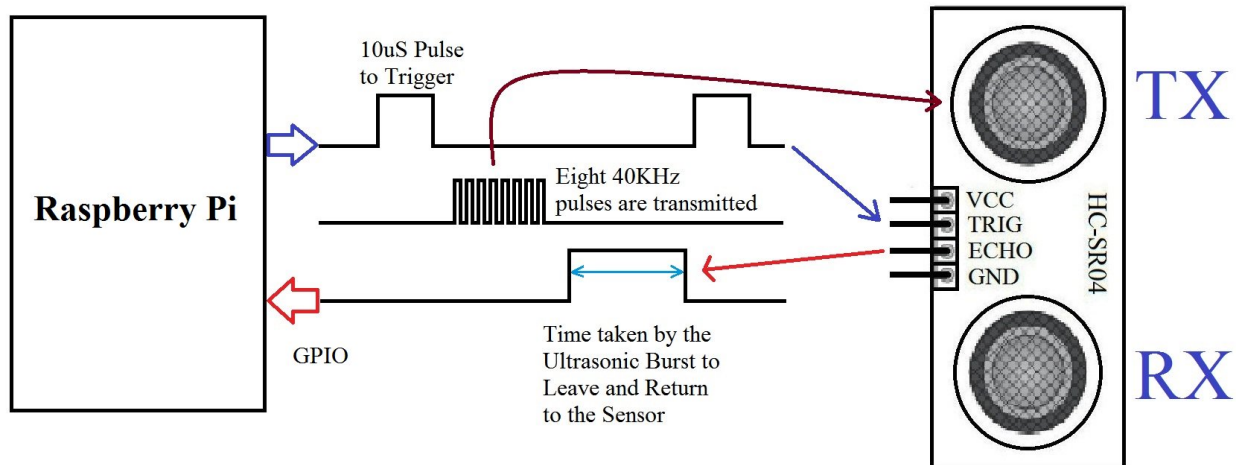 Raspberry Pi
10uS Pulse
to Trigger
Eight 40KHz
pulses are transmitted
GPIO
Time taken by the
Ultrasonic Burst to
Leave and Return
to the Sensor
VCC
TRIG
ECHO
GND
HC-SR04
TX
RX